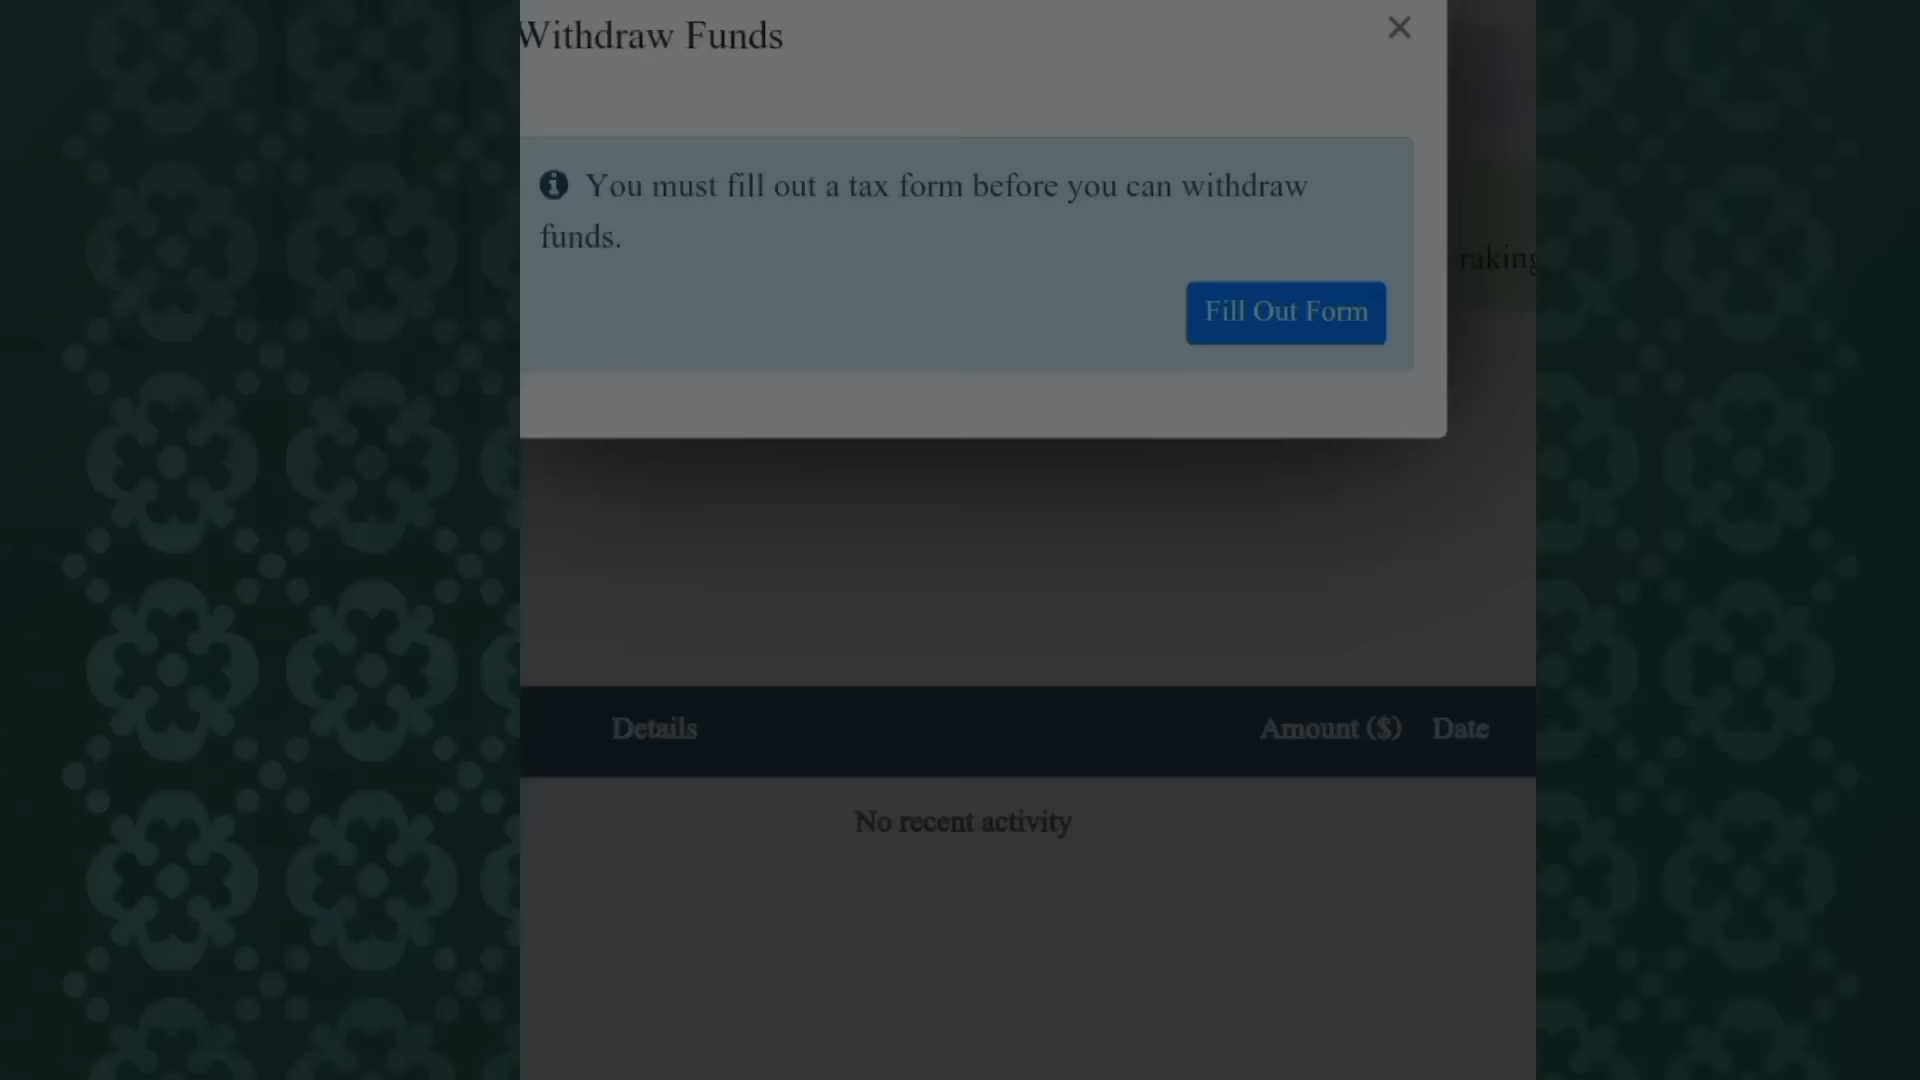 Withdraw Funds
You must fill out a tax form before you can withdraw
funds.
Fill Out Form
raking
Details Amount ($) Date
No recent activity